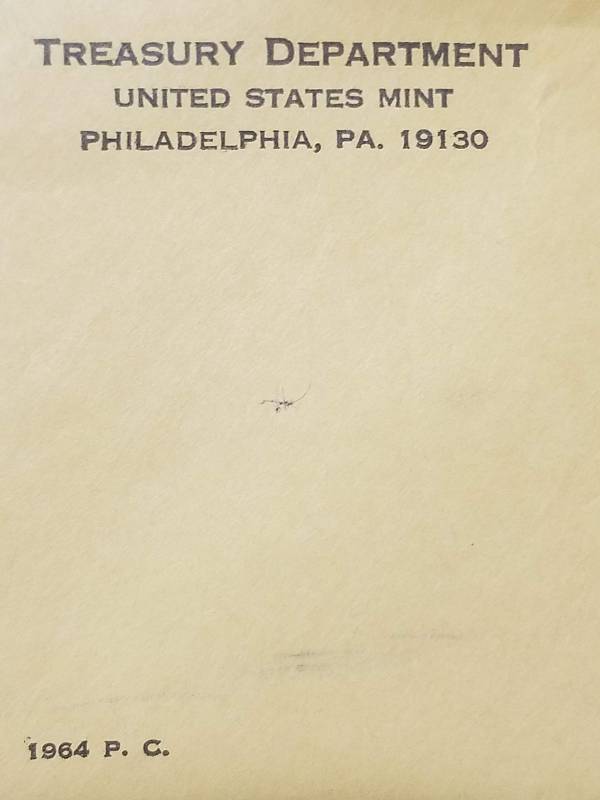 Treasury Department
UNITED STATES MINT
PHILADELPHIA, PA. 19130
1964 P. C.